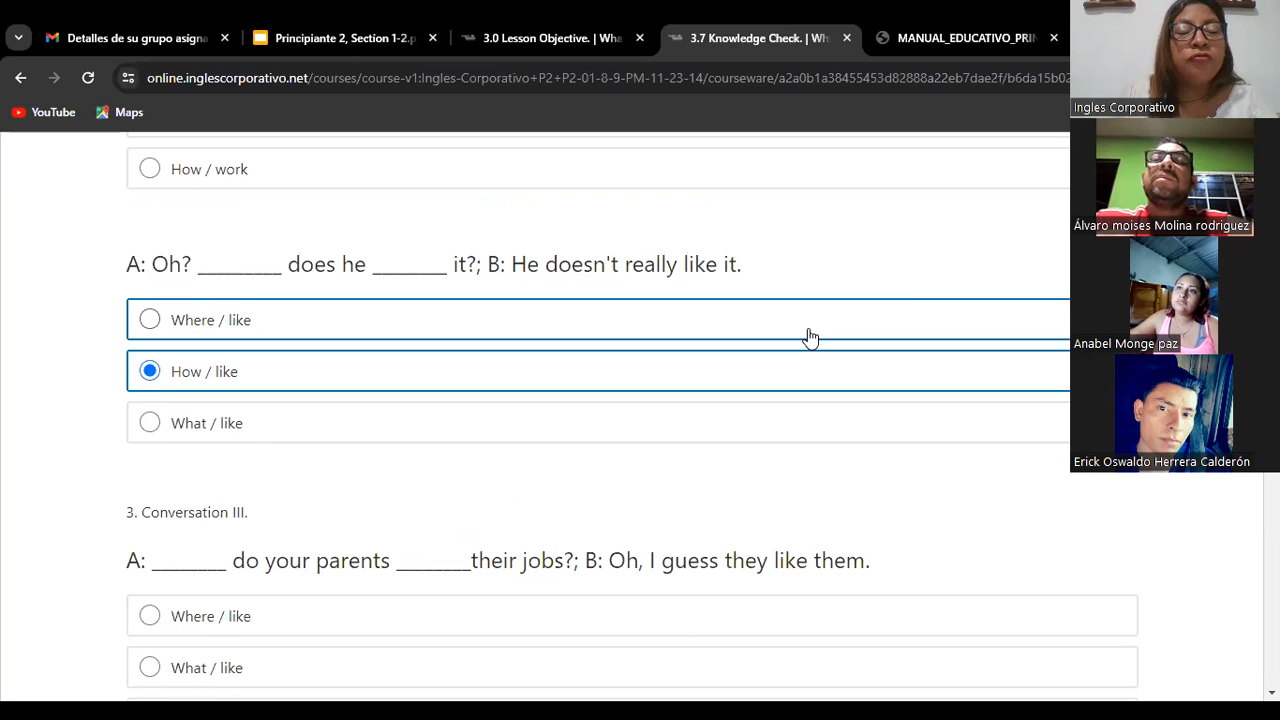 Detalles de su grupo asigna
Principiante 2, Section 1-2.p
3.0 Lesson Objective. | Wha
3.7 Knowledge Check. | Wh
MANUAL_EDUCATIVO_PRI
online.inglescorporativo.net/courses/course-v1:Ingles-Corporativo+P2+P2-01-8-9-PM-11-23-14/courseware/a2a0b1a38455453d82888a22eb7dae2f/b6da15b02
YouTube
Maps
How / work
A: Oh? _________ does he _______ it?; B: He doesn't really like it.
Where / like
How / like
What / like
3. Conversation III.
A: _______ do your parents _______their jobs?; B: Oh, I guess they like them.
Where / like
What / like
Ingles Corporativo
Álvaro moises Molina rodriguez
Anabel Monge paz
Erick Oswaldo Herrera Calderón